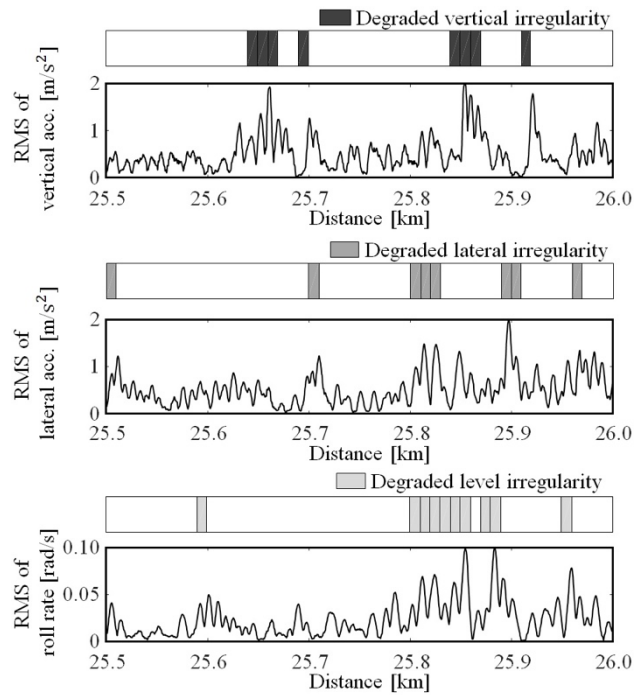 Degraded vertical irregularity
RMS of
vertical acc. [m/s²]
2
1
0
25.5 25.6 25.7 25.8 25.9 26.0
Distance [km]
Degraded lateral irregularity
RMS of
lateral acc. [m/s²]
2
1
0
25.5 25.6 25.7 25.8 25.9 26.0
Distance [km]
Degraded level irregularity
RMS of
roll rate [rad/s]
0.10
0.05
0
25.5 25.6 25.7 25.8 25.9 26.0
Distance [km]